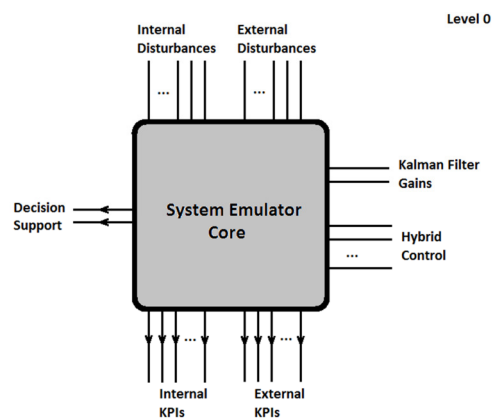 Level 0
Internal
Disturbances
External
Disturbances
...
...
Kalman Filter
Gains
Decision
Support
System Emulator
Core
Hybrid
Control
...
...
...
Internal
KPIs
External
KPIs